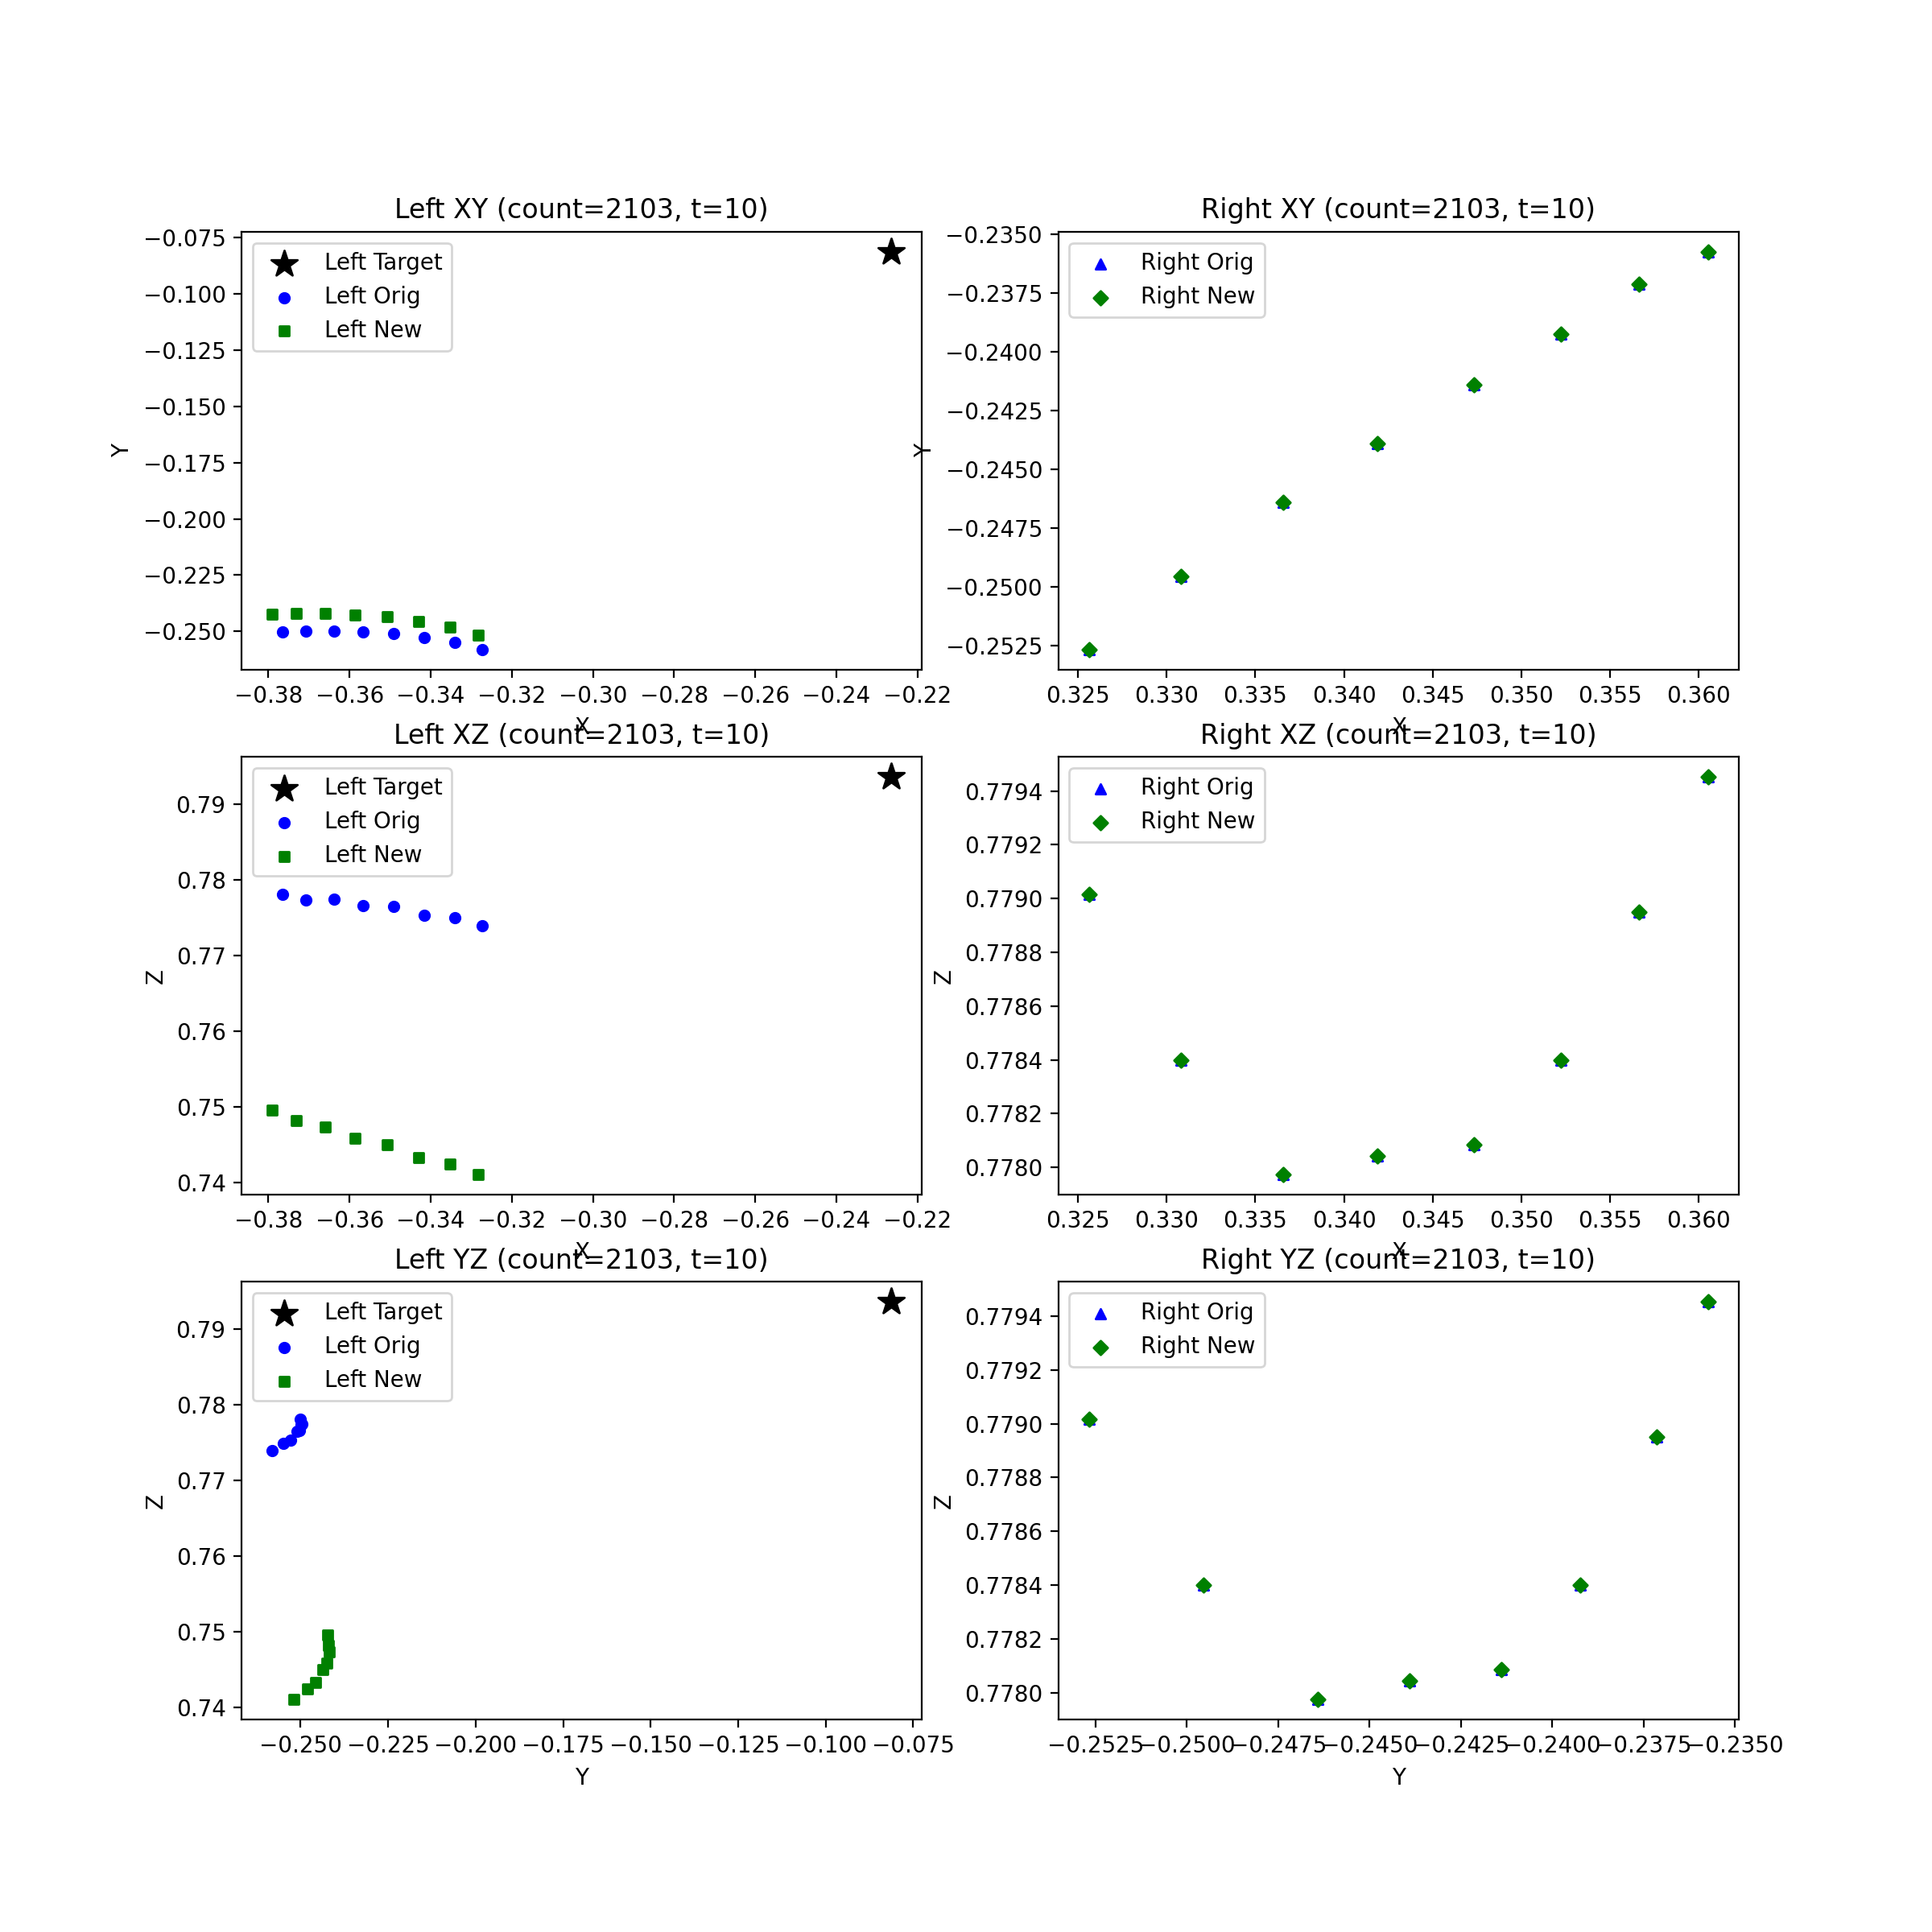 Left XY (count=2103, t=10)
Left Target
Left Orig
Left New
−0.075
−0.100
−0.125
−0.150
−0.175
−0.200
−0.225
−0.250
Y
−0.38 −0.36 −0.34 −0.32 −0.30 −0.28 −0.26 −0.24 −0.22
X
Right XY (count=2103, t=10)
Right Orig
Right New
−0.2350
−0.2375
−0.2400
−0.2425
−0.2450
−0.2475
−0.2500
−0.2525
Y
0.325 0.330 0.335 0.340 0.345 0.350 0.355 0.360
X
Left XZ (count=2103, t=10)
Left Target
Left Orig
Left New
0.79
0.78
0.77
0.76
0.75
0.74
Z
−0.38 −0.36 −0.34 −0.32 −0.30 −0.28 −0.26 −0.24 −0.22
X
Right XZ (count=2103, t=10)
Right Orig
Right New
0.7794
0.7792
0.7790
0.7788
0.7786
0.7784
0.7782
0.7780
Z
0.325 0.330 0.335 0.340 0.345 0.350 0.355 0.360
X
Left YZ (count=2103, t=10)
Left Target
Left Orig
Left New
0.79
0.78
0.77
0.76
0.75
0.74
Z
−0.250 −0.225 −0.200 −0.175 −0.150 −0.125 −0.100 −0.075
Y
Right YZ (count=2103, t=10)
Right Orig
Right New
0.7794
0.7792
0.7790
0.7788
0.7786
0.7784
0.7782
0.7780
Z
−0.2525 −0.2500 −0.2475 −0.2450 −0.2425 −0.2400 −0.2375 −0.2350
Y